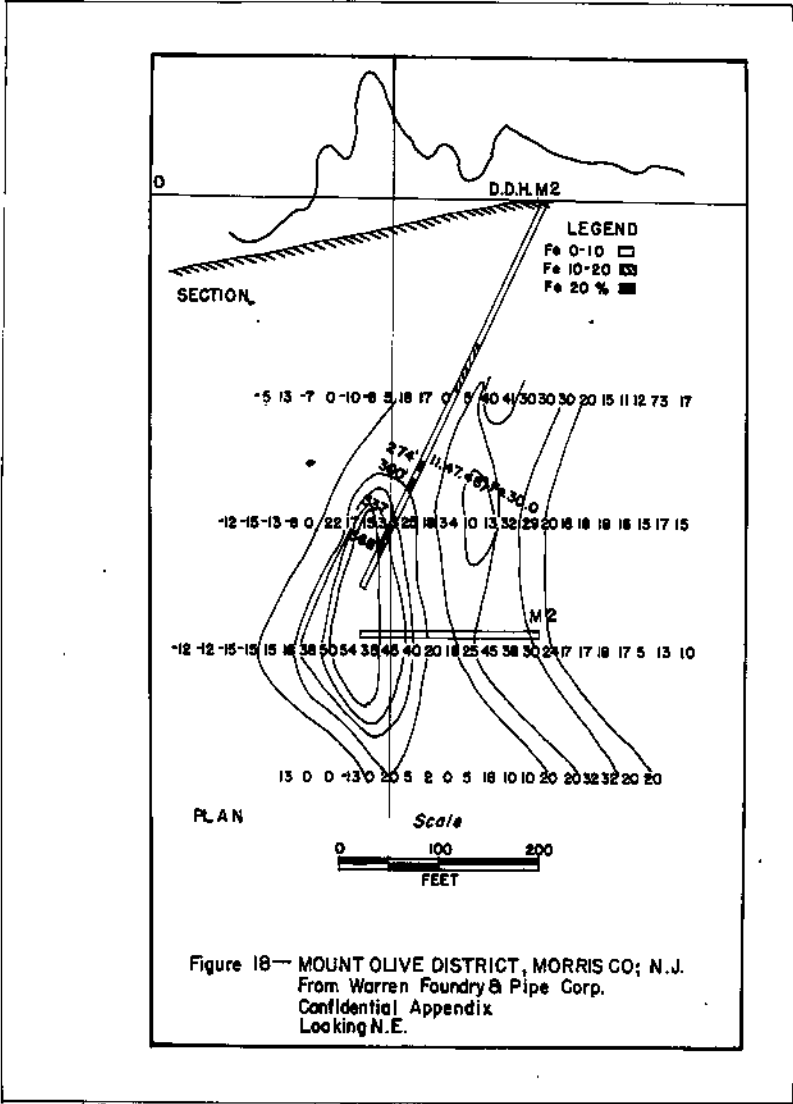 0
D.D.H. M2
LEGEND
Fe 0-10
Fe 10-20
Fe 20 %
SECTION
-5 13 -7 0 -10 -8 5 18 17 0 5 40 41 30 30 30 20 15 11 12 73 17
274'
Fe 30.0
-12 -15 -13 -8 0 22 17 25 18 34 10 13 32 29 20 18 18 18 16 15 17 15
M2
-12 -12 -15 -15 15 16 38 50 54 35 45 40 20 18 25 45 38 30 24 17 17 18 17 5 13 10
13 0 0 -13 0 20 5 2 0 5 18 10 10 20 20 32 32 20 20
PLAN
Scale
0 100 200
FEET
Figure 18— MOUNT OLIVE DISTRICT, MORRIS CO; N.J.
From Warren Foundry & Pipe Corp.
Confidential Appendix
Looking N.E.